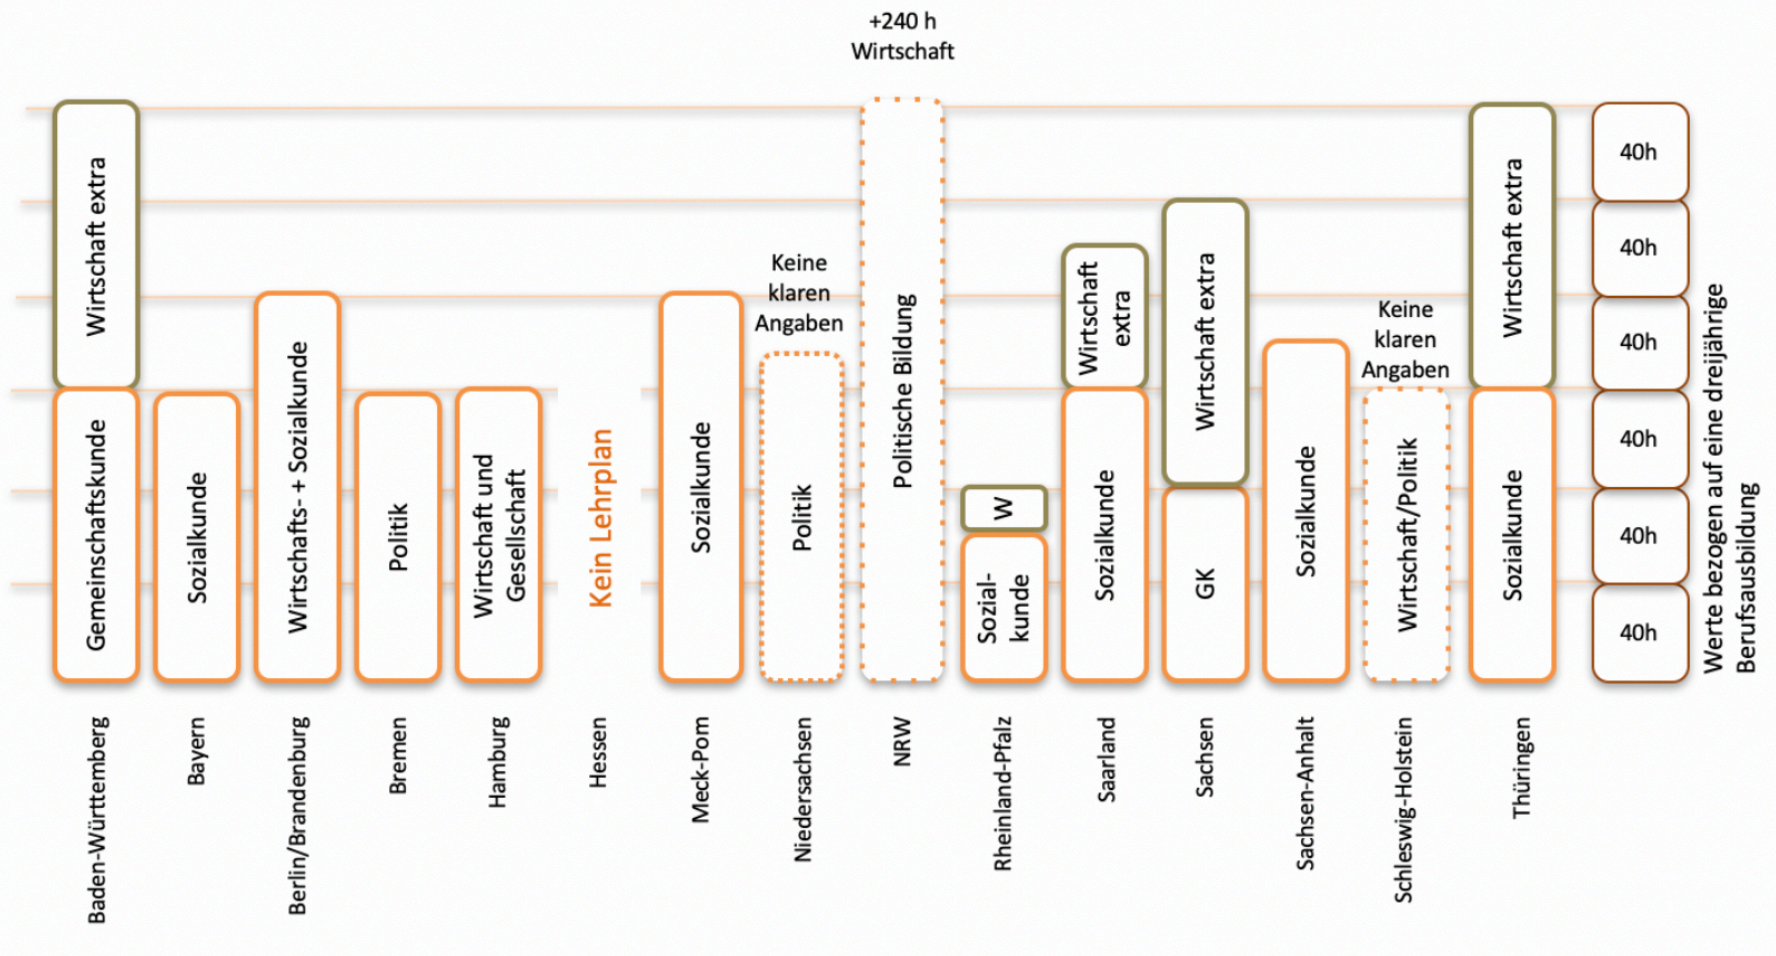 +240 h
Wirtschaft
Wirtschaft extra
Gemeinschaftskunde
Sozialkunde
Wirtschafts- + Sozialkunde
Politik
Wirtschaft und
Gesellschaft
Kein Lehrplan
Sozialkunde
Keine
klaren
Angaben
Politik
Politische Bildung
W
Sozial-
kunde
Wirtschaft
extra
Sozialkunde
Wirtschaft extra
GK
Sozialkunde
Keine
klaren
Angaben
Wirtschaft/Politik
Wirtschaft extra
Sozialkunde
40h
40h
40h
40h
40h
40h
Werte bezogen auf eine dreijährige
Berufsausbildung
Baden-Württemberg
Bayern
Berlin/Brandenburg
Bremen
Hamburg
Hessen
Meck-Pom
Niedersachsen
NRW
Rheinland-Pfalz
Saarland
Sachsen
Sachsen-Anhalt
Schleswig-Holstein
Thüringen